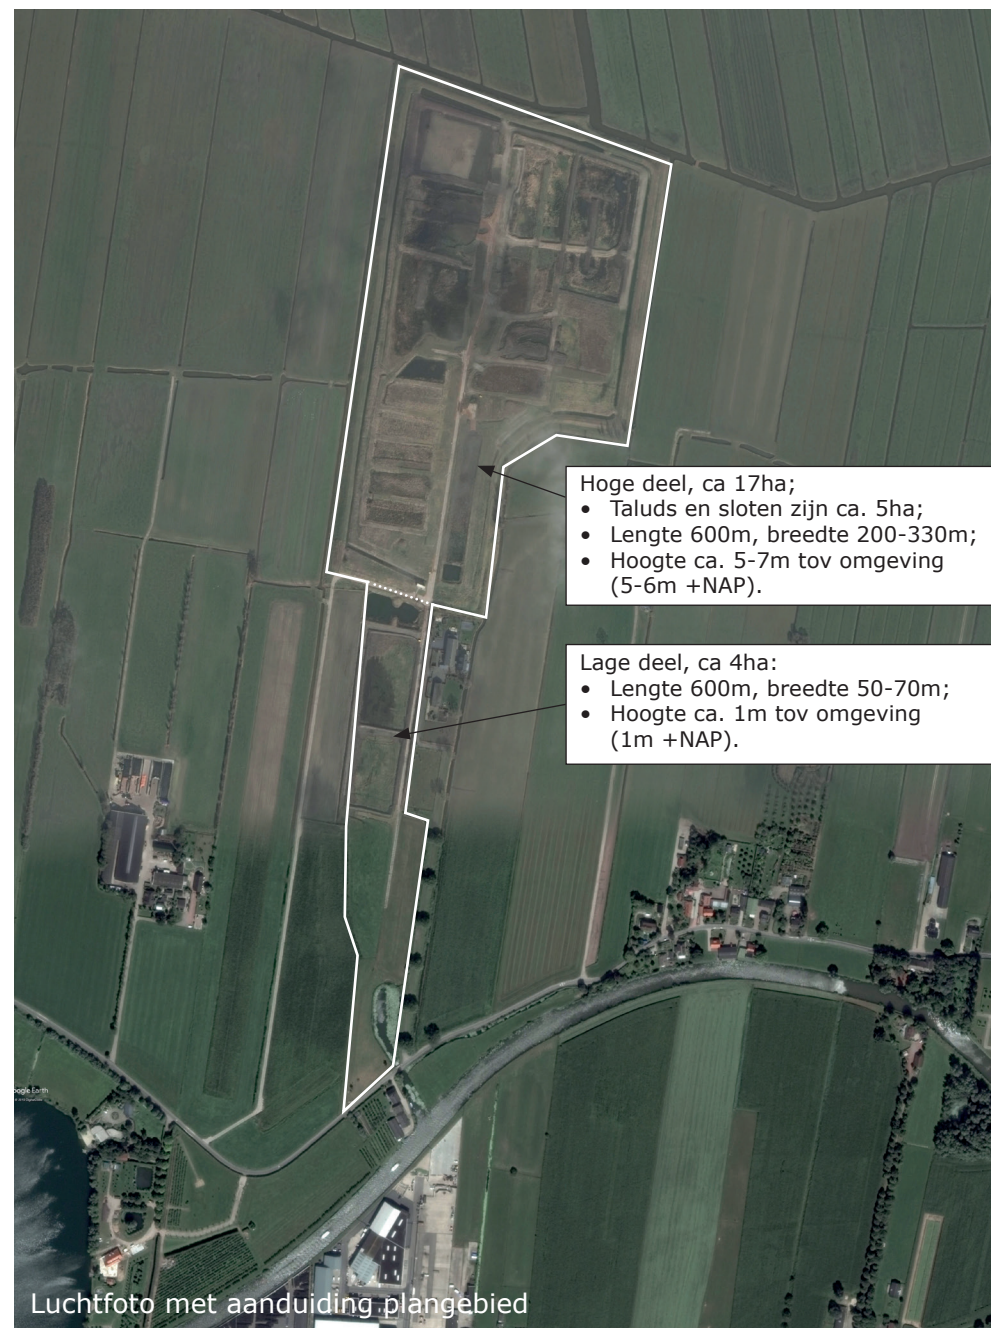 Hoge deel, ca 17ha;
• Taluds en sloten zijn ca. 5ha;
• Lengte 600m, breedte 200-330m;
• Hoogte ca. 5-7m tov omgeving
(5-6m +NAP).
Lage deel, ca 4ha:
• Lengte 600m, breedte 50-70m;
• Hoogte ca. 1m tov omgeving
(1m +NAP).
oogle Earth
Luchtfoto met aanduiding plangebied